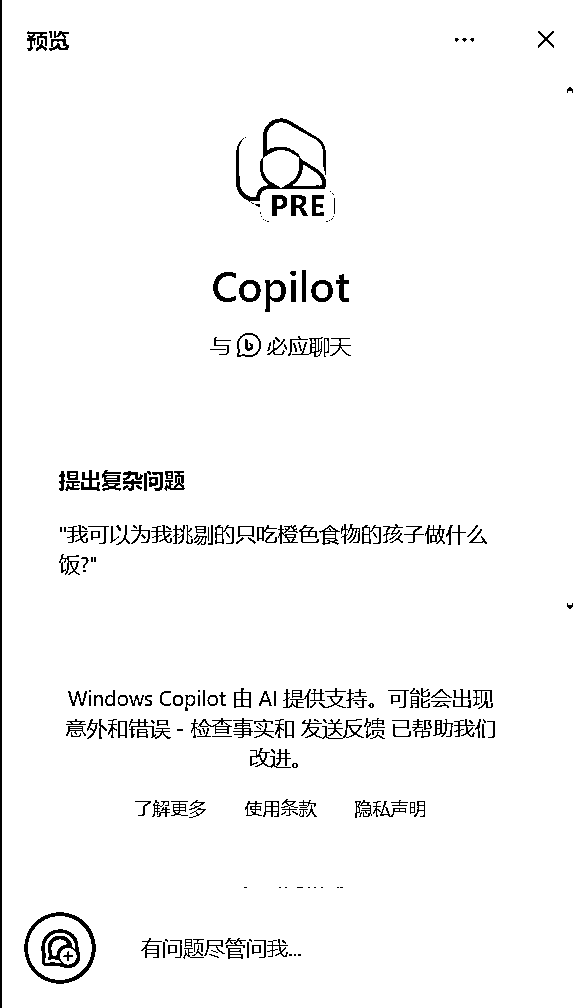 预览
PRE
Copilot
与 b 必应聊天
提出复杂问题
"我可以为我挑剔的只吃橙色食物的孩子做什么
饭?"
Windows Copilot 由 AI 提供支持。可能会出现
意外和错误 - 检查事实和 发送反馈 已帮助我们
改进。
了解更多 使用条款 隐私声明
有问题尽管问我...